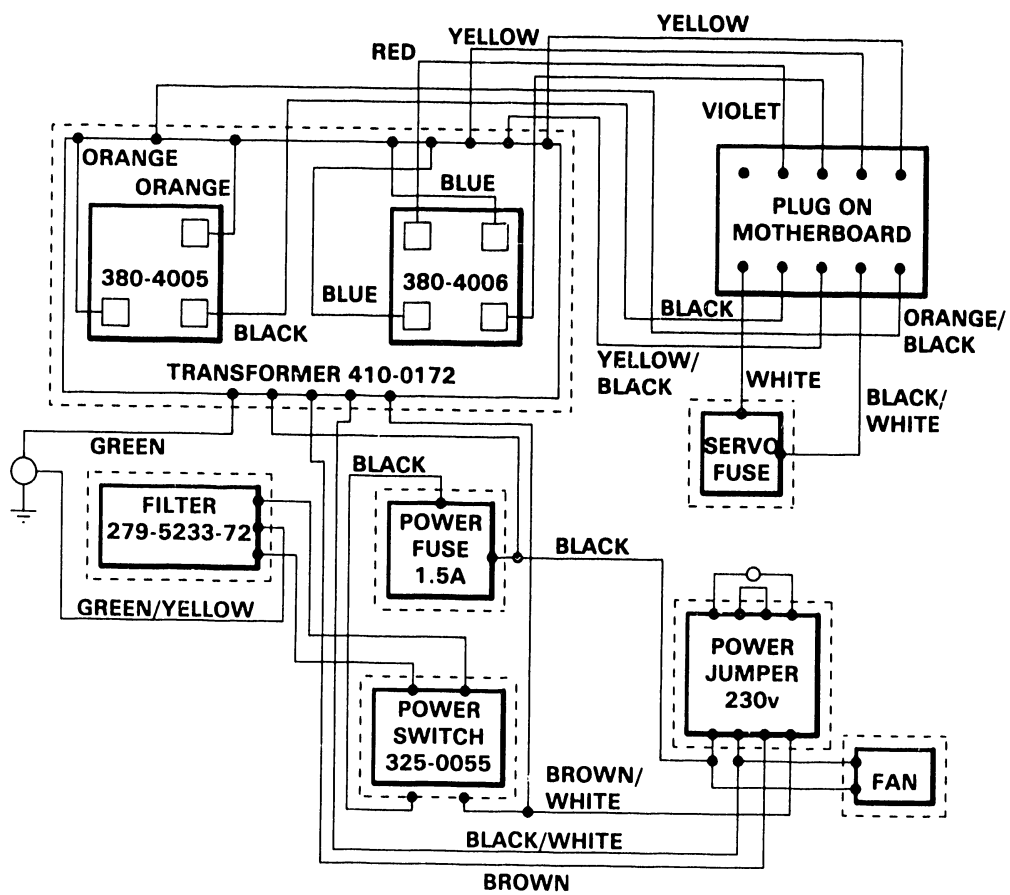 YELLOW
YELLOW
RED
VIOLET
ORANGE
ORANGE
BLUE
PLUG ON
MOTHERBOARD
380-4005
380-4006
BLUE
BLACK
BLACK
ORANGE/
BLACK
TRANSFORMER 410-0172
YELLOW/
BLACK
WHITE
BLACK/
WHITE
GREEN
SERVO
FUSE
BLACK
FILTER
279-5233-72
POWER
FUSE
1.5A
BLACK
GREEN/YELLOW
POWER
JUMPER
230v
POWER
SWITCH
325-0055
BROWN/
WHITE
FAN
BLACK/WHITE
BROWN